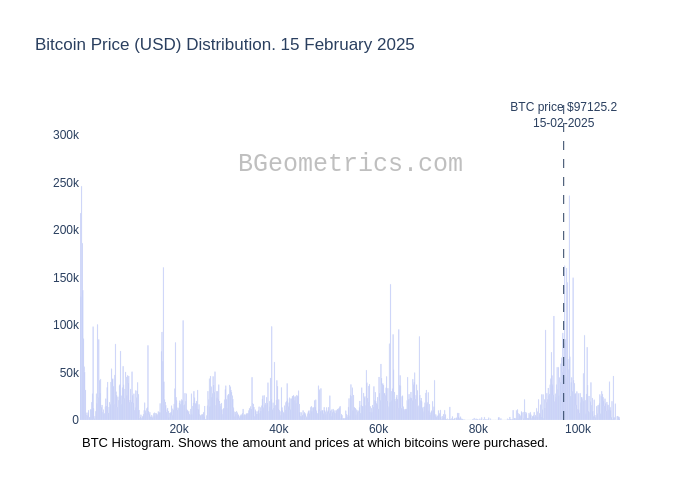 Bitcoin Price (USD) Distribution. 15 February 2025
BTC price $97125.2
15-02-2025
BGeometrics.com
300k
250k
200k
150k
100k
50k
0
20k 40k 60k 80k 100k
BTC Histogram. Shows the amount and prices at which bitcoins were purchased.